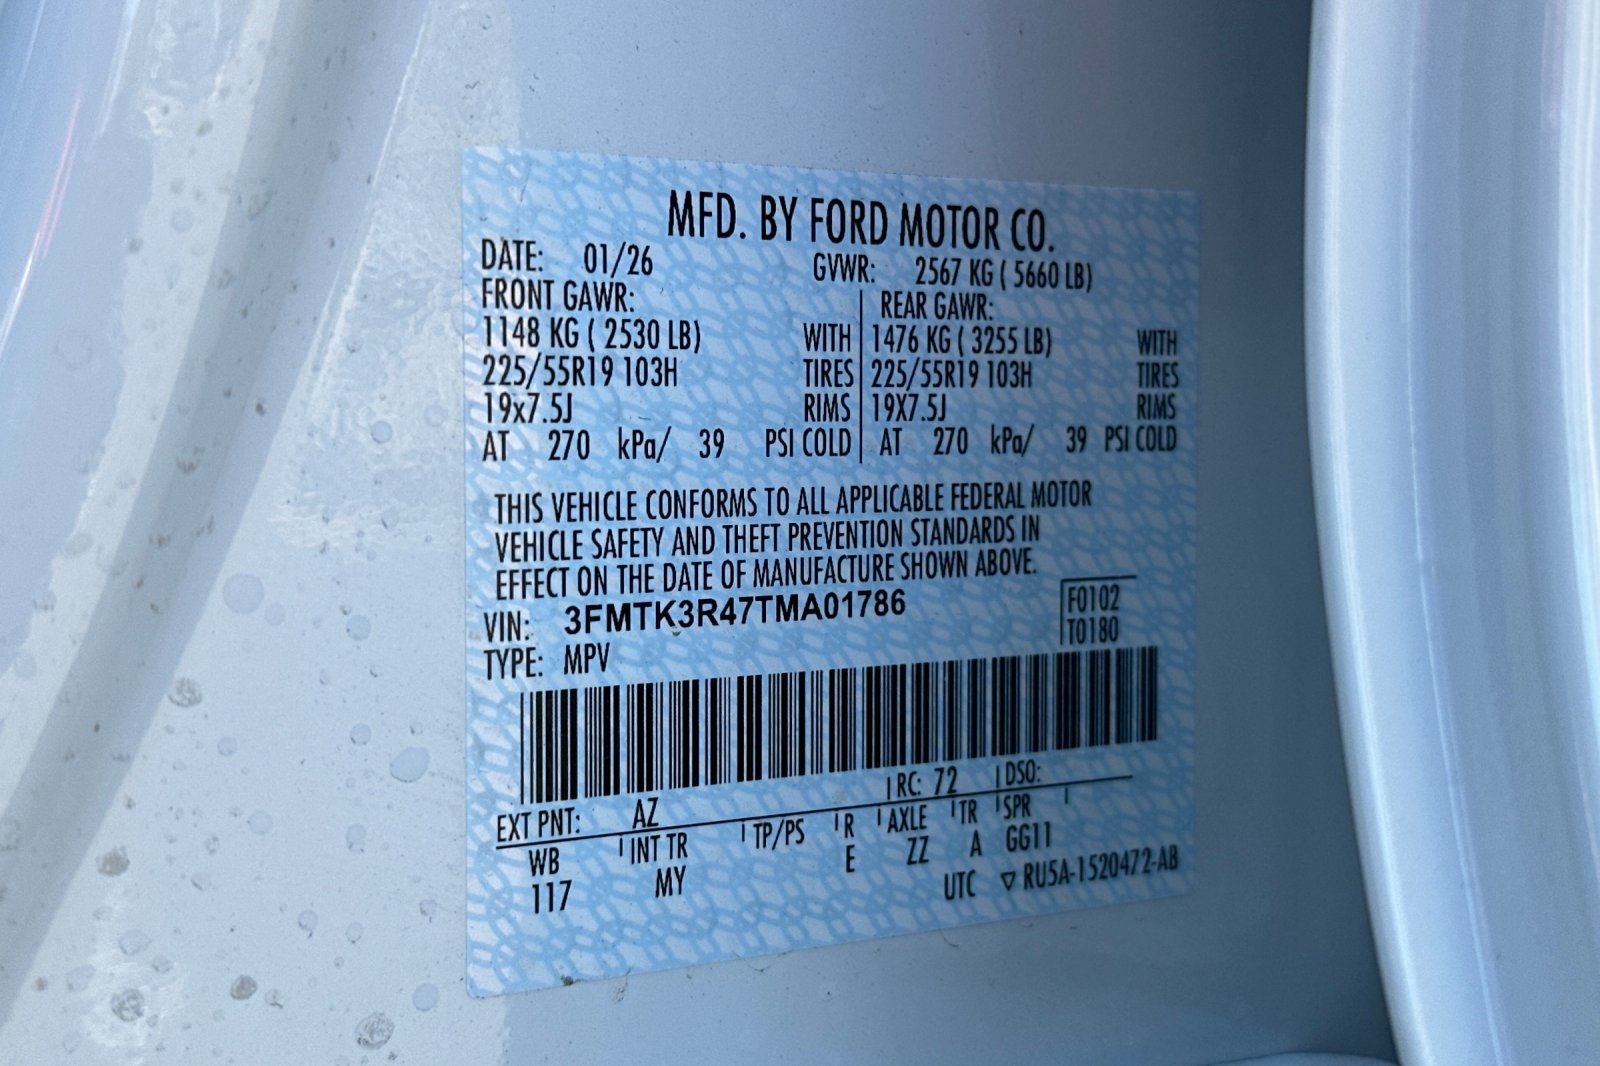 MFD. BY FORD MOTOR CO.
DATE: 01/26 GVWR: 2567 KG ( 5660 LB)
FRONT GAWR: REAR GAWR:
1148 KG ( 2530 LB) WITH 1476 KG ( 3255 LB) WITH
225/55R19 103H TIRES 225/55R19 103H TIRES
19x7.5J RIMS 19X7.5J RIMS
AT 270 kPa/ 39 PSI COLD AT 270 kPa/ 39 PSI COLD
THIS VEHICLE CONFORMS TO ALL APPLICABLE FEDERAL MOTOR
VEHICLE SAFETY AND THEFT PREVENTION STANDARDS IN
EFFECT ON THE DATE OF MANUFACTURE SHOWN ABOVE.
VIN: 3FMTK3R47TMA01786 F0102
TYPE: MPV T0180
EXT PNT: AZ RC: 72 DSO:
WB INT TR TP/PS R AXLE TR SPR
117 MY E ZZ A GG11
UTC ▽ RU5A-1520472-AB